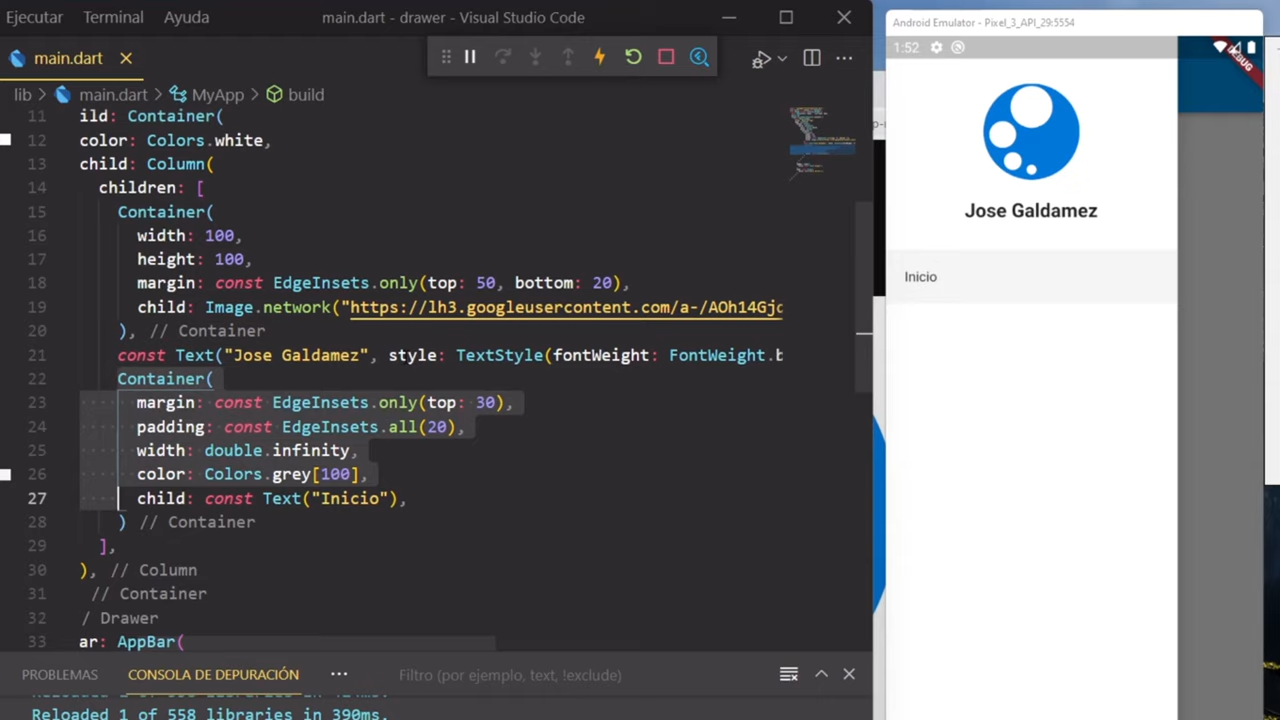 Ejecutar Terminal Ayuda main.dart - drawer - Visual Studio Code
main.dart
lib > main.dart > MyApp > build
11 ild: Container(
12 color: Colors.white,
13 child: Column(
14 children: [
15 Container(
16 width: 100,
17 height: 100,
18 margin: const EdgeInsets.only(top: 50, bottom: 20),
19 child: Image.network("https://lh3.googleusercontent.com/a-/AOh14Gj
20 ), // Container
21 const Text("Jose Galdamez", style: TextStyle(fontWeight: FontWeight.b
22 Container(
23 margin: const EdgeInsets.only(top: 30),
24 padding: const EdgeInsets.all(20),
25 width: double.infinity,
26 color: Colors.grey[100],
27 child: const Text("Inicio"),
28 ) // Container
29 ],
30 ), // Column
31 // Container
32 / Drawer
33 ar: AppBar(
PROBLEMAS CONSOLA DE DEPURACIÓN ··· Filtro (por ejemplo, text, !exclude)
Reloaded 1 of 558 libraries in 390ms.
Android Emulator - Pixel_3_API_29:5554
1:52
DEBUG
Jose Galdamez
Inicio